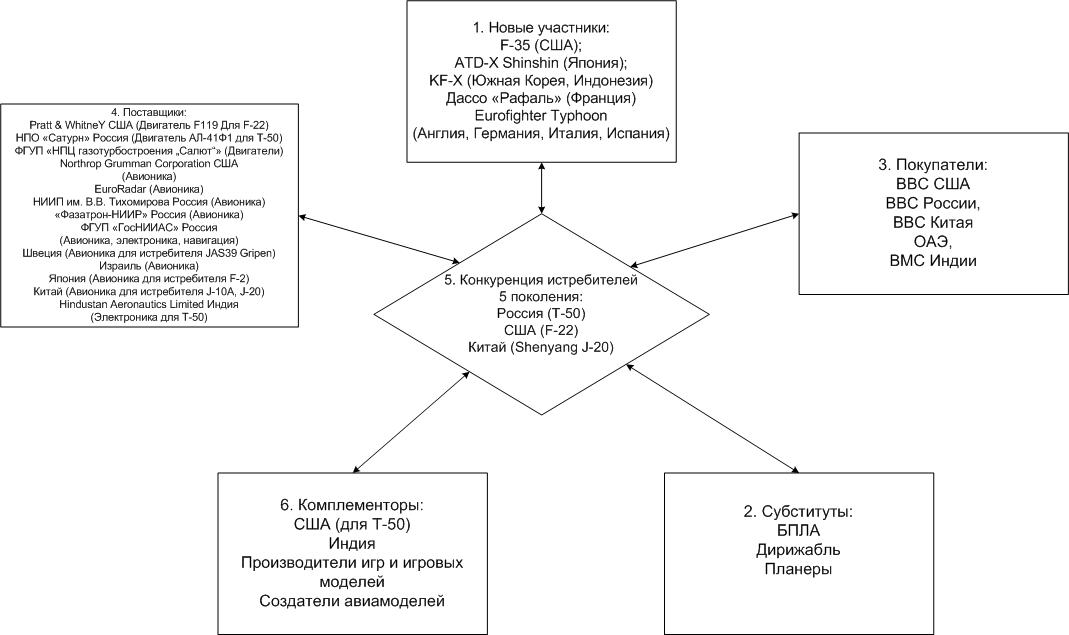 1. Новые участники:
F-35 (США);
ATD-X Shinshin (Япония);
KF-X (Южная Корея, Индонезия)
Дассо «Рафаль» (Франция)
Eurofighter Typhoon
(Англия, Германия, Италия, Испания)
4. Поставщики:
Pratt & WhitneY США (Двигатель F119 Для F-22)
НПО «Сатурн» Россия (Двигатель АЛ-41Ф1 для Т-50)
ФГУП «НПЦ газотурбостроения „Салют“» (Двигатели)
Northrop Grumman Corporation США
(Авионика)
EuroRadar (Авионика)
НИИП им. В.В. Тихомирова Россия (Авионика)
«Фазатрон-НИИР» Россия (Авионика)
ФГУП «ГосНИИАС» Россия
(Авионика, электроника, навигация)
Швеция (Авионика для истребителя JAS39 Gripen)
Израиль (Авионика)
Япония (Авионика для истребителя F-2)
Китай (Авионика для истребителя J-10A, J-20)
Hindustan Aeronautics Limited Индия
(Электроника для Т-50)
3. Покупатели:
ВВС США
ВВС России,
ВВС Китая
ОАЭ,
ВМС Индии
5. Конкуренция истребителей
5 поколения:
Россия (Т-50)
США (F-22)
Китай (Shenyang J-20)
6. Комплементоры:
США (для Т-50)
Индия
Производители игр и игровых
моделей
Создатели авиамоделей
2. Субституты:
БПЛА
Дирижабль
Планеры